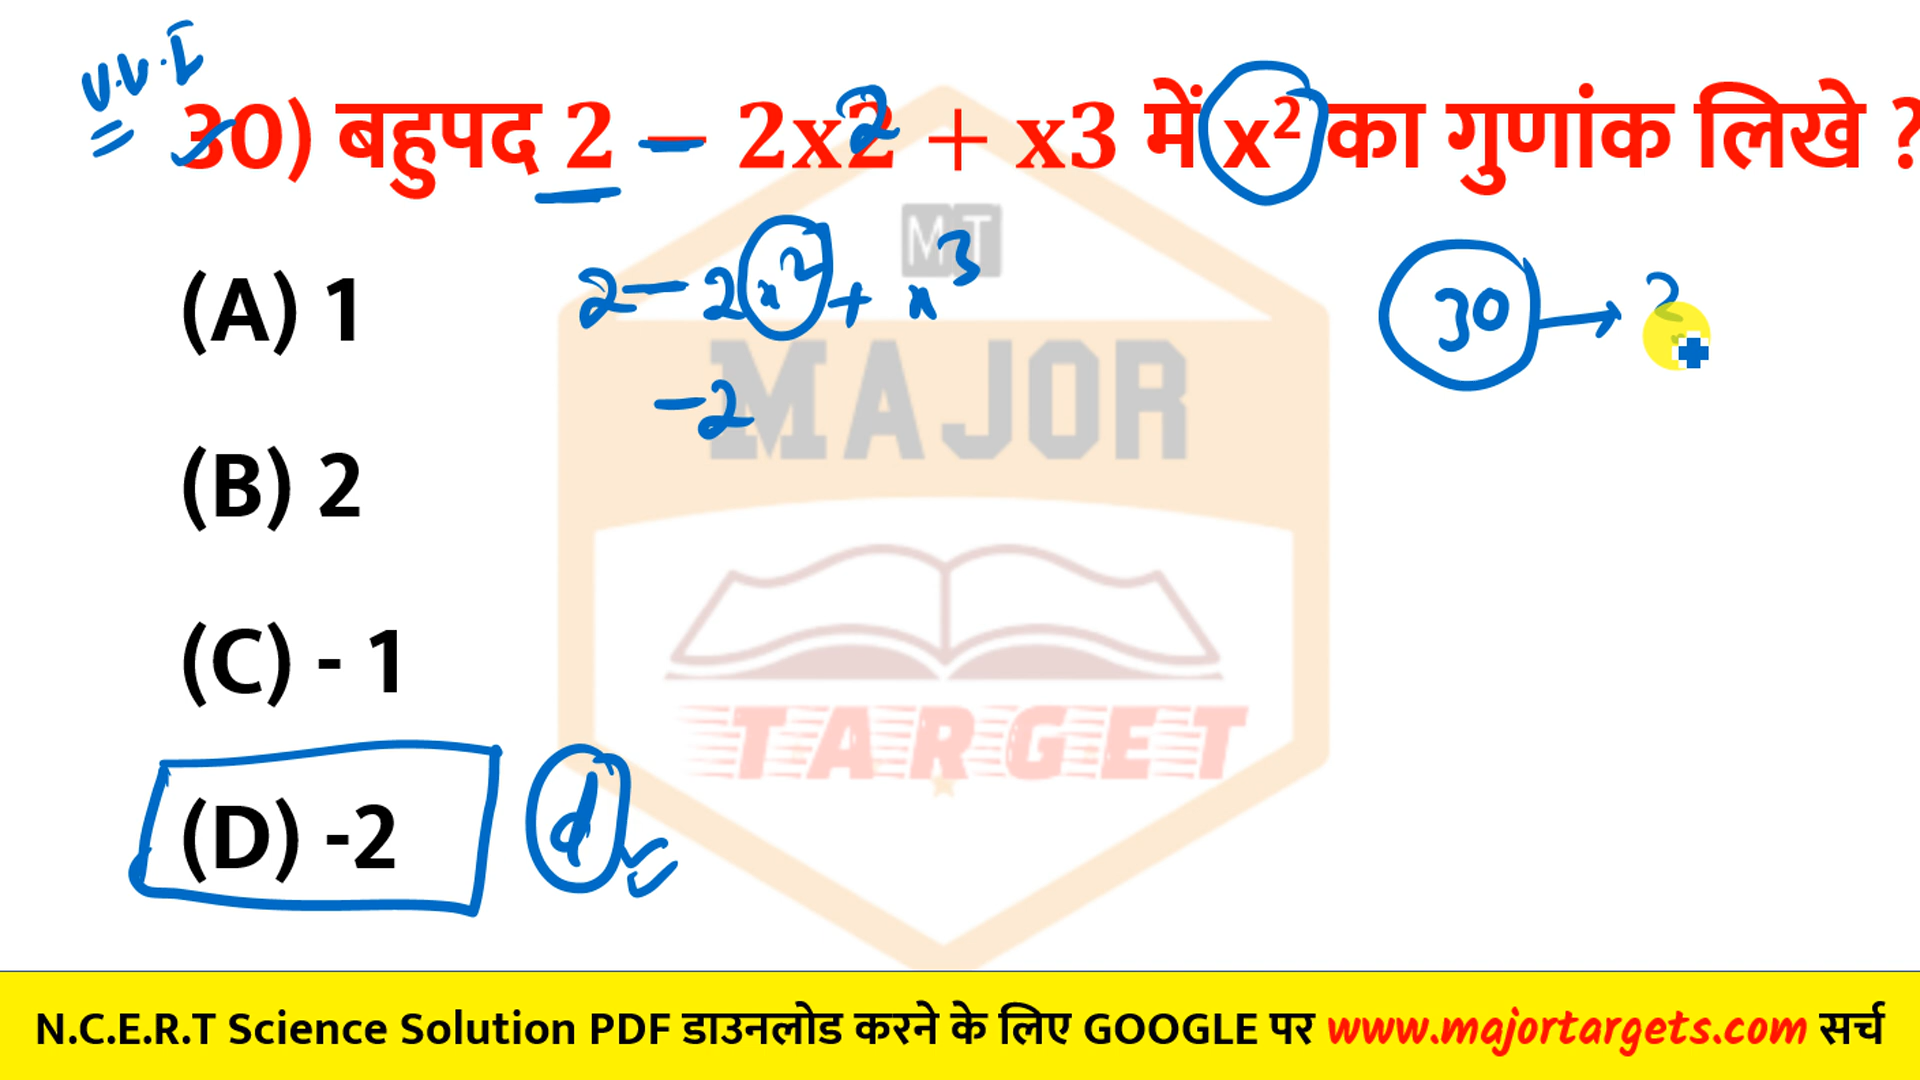 v.v.I
30) बहुपद 2 – 2x2 + x3 में x² का गुणांक लिखे ?
2 - 2x² + x³
-2
30 → 2
MT
MAJOR
TARGET
(A) 1
(B) 2
(C) - 1
(D) -2
d
N.C.E.R.T Science Solution PDF डाउनलोड करने के लिए GOOGLE पर www.majortargets.com सर्च